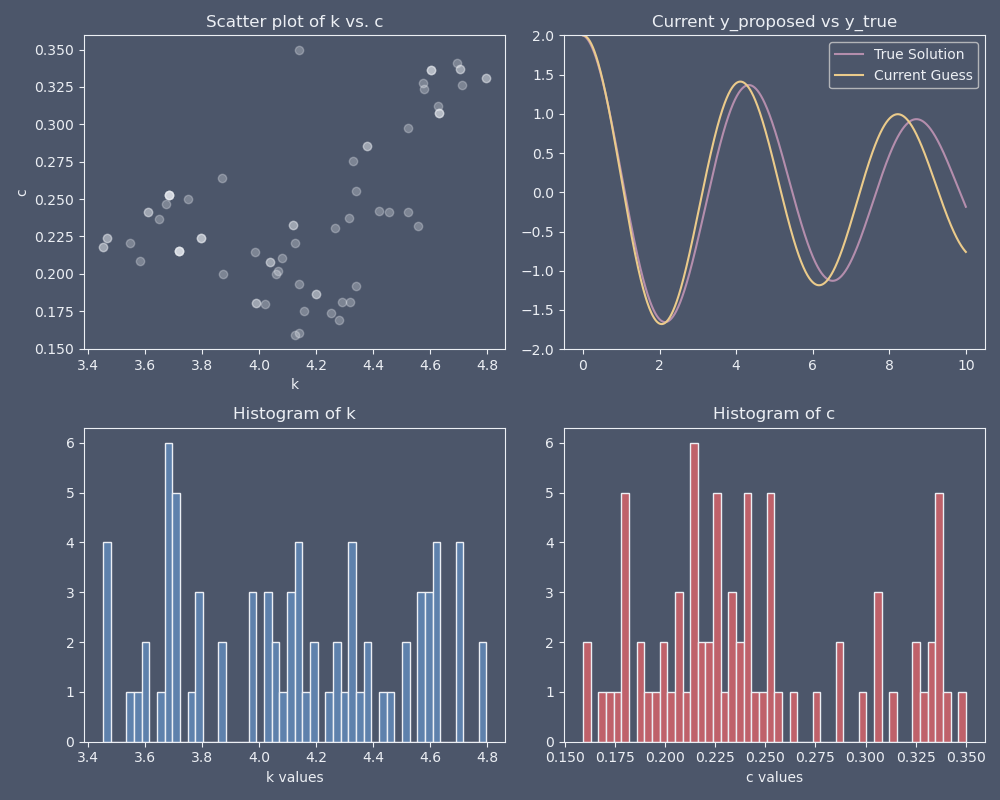 Scatter plot of k vs. c
0.350
0.325
0.300
0.275
0.250
0.225
0.200
0.175
0.150
c
3.4 3.6 3.8 4.0 4.2 4.4 4.6 4.8
k
Current y_proposed vs y_true
True Solution
Current Guess
2.0
1.5
1.0
0.5
0.0
−0.5
−1.0
−1.5
−2.0
0 2 4 6 8 10
Histogram of k
6
5
4
3
2
1
0
3.4 3.6 3.8 4.0 4.2 4.4 4.6 4.8
k values
Histogram of c
6
5
4
3
2
1
0
0.150 0.175 0.200 0.225 0.250 0.275 0.300 0.325 0.350
c values